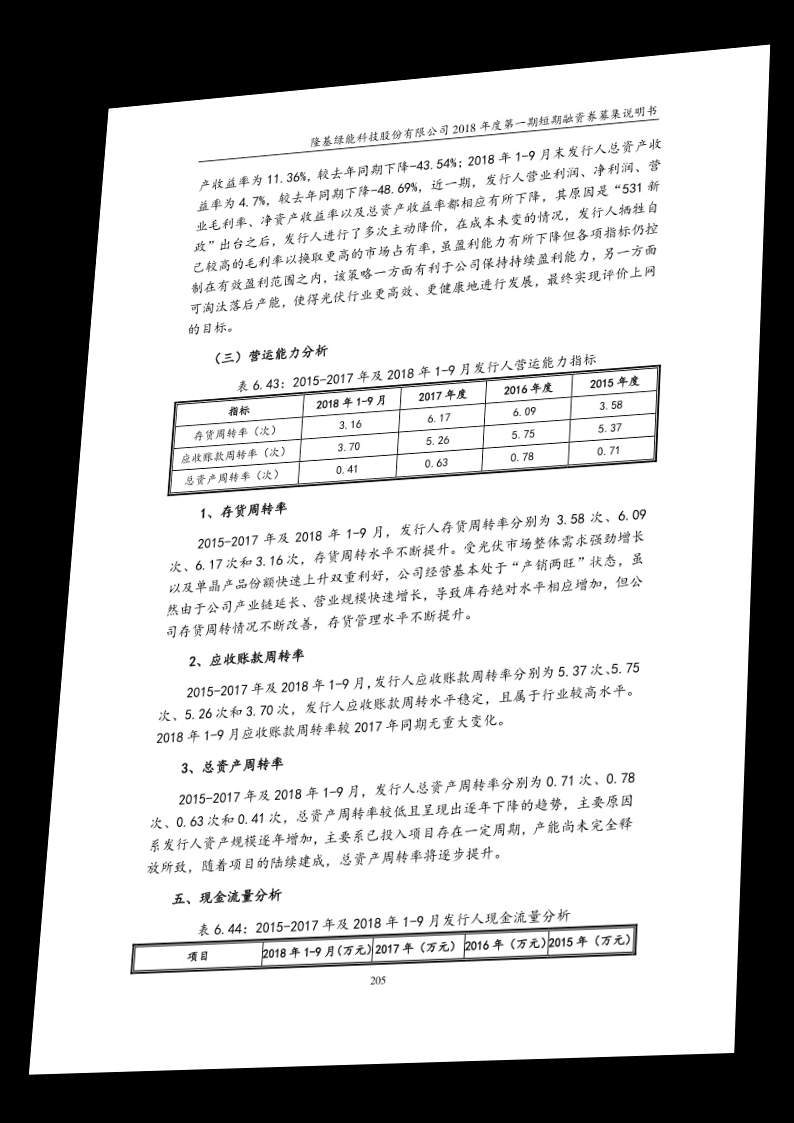 隆基绿能科技股份有限公司 2018 年度第一期短期融资券募集说明书
产收益率为 11.36%, 较去年同期下降-43.54%; 2018 年 1-9 月末发行人总资产收
益率为 4.7%, 较去年同期下降-48.69%, 近一期, 发行人营业利润、净利润、营
业毛利率、净资产收益率以及总资产收益率都相应有所下降, 其原因是“531 新
政”出台之后, 发行人进行了多次主动降价, 在成本未变的情况, 发行人牺牲自
己较高的毛利率以换取更高的市场占有率, 虽盈利能力有所下降但各项指标仍控
制在有效盈利范围之内, 该策略一方面有利于公司保持持续盈利能力, 另一方面
可淘汰落后产能, 使得光伏行业更高效、更健康地进行发展, 最终实现评价上网
的目标。
(三) 营运能力分析
表 6.43: 2015-2017 年及 2018 年 1-9 月发行人营运能力指标
指标 2018 年 1-9 月 2017 年度 2016 年度 2015 年度
存货周转率（次） 3.16 6.17 6.09 3.58
应收账款周转率（次） 3.70 5.26 5.75 5.37
总资产周转率（次） 0.41 0.63 0.78 0.71
1、存货周转率
2015-2017 年及 2018 年 1-9 月, 发行人存货周转率分别为 3.58 次、6.09
次、6.17 次和 3.16 次, 存货周转水平不断提升。受光伏市场整体需求强劲增长
以及单晶产品份额快速上升双重利好, 公司经营基本处于“产销两旺”状态, 虽
然由于公司产业链延长、营业规模快速增长, 导致库存绝对水平相应增加, 但公
司存货周转情况不断改善, 存货管理水平不断提升。
2、应收账款周转率
2015-2017 年及 2018 年 1-9 月, 发行人应收账款周转率分别为 5.37 次、5.75
次、5.26 次和 3.70 次, 发行人应收账款周转水平稳定, 且属于行业较高水平。
2018 年 1-9 月应收账款周转率较 2017 年同期无重大变化。
3、总资产周转率
2015-2017 年及 2018 年 1-9 月, 发行人总资产周转率分别为 0.71 次、0.78
次、0.63 次和 0.41 次, 总资产周转率较低且呈现出逐年下降的趋势, 主要原因
系发行人资产规模逐年增加, 主要系已投入项目存在一定周期, 产能尚未完全释
放所致, 随着项目的陆续建成, 总资产周转率将逐步提升。
五、现金流量分析
表 6.44: 2015-2017 年及 2018 年 1-9 月发行人现金流量分析
项目 2018 年 1-9 月(万元) 2017 年（万元） 2016 年（万元） 2015 年（万元）
205